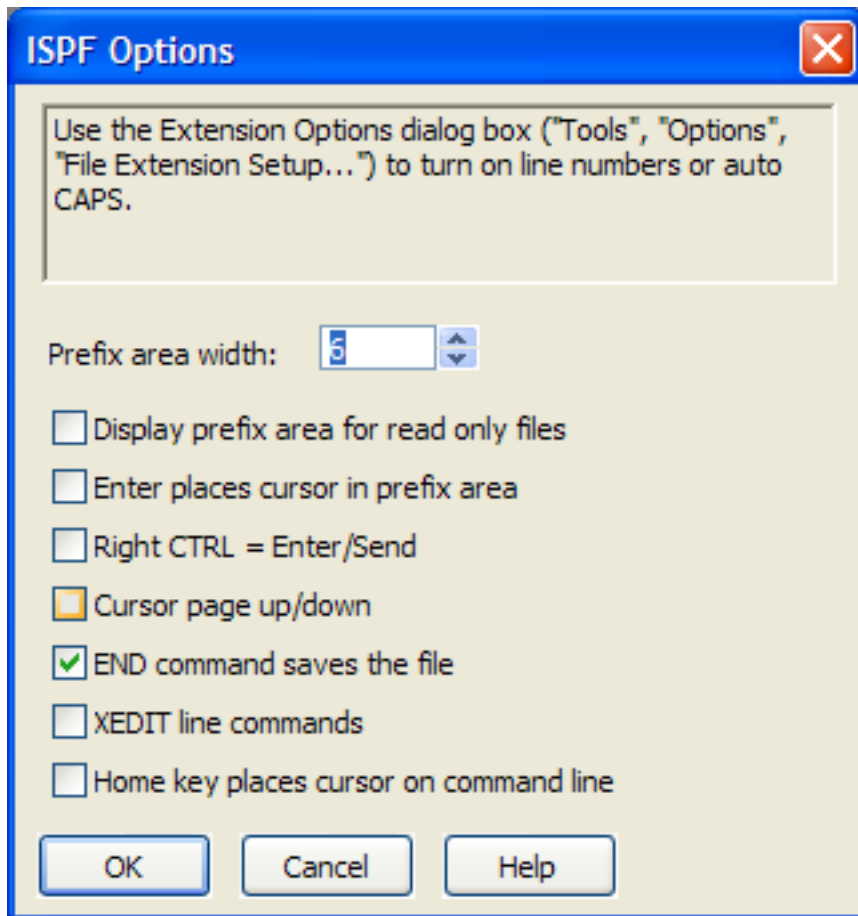 ISPF Options
Use the Extension Options dialog box ("Tools", "Options",
"File Extension Setup...") to turn on line numbers or auto
CAPS.
Prefix area width: 6
Display prefix area for read only files
Enter places cursor in prefix area
Right CTRL = Enter/Send
Cursor page up/down
END command saves the file
XEDIT line commands
Home key places cursor on command line
OK Cancel Help